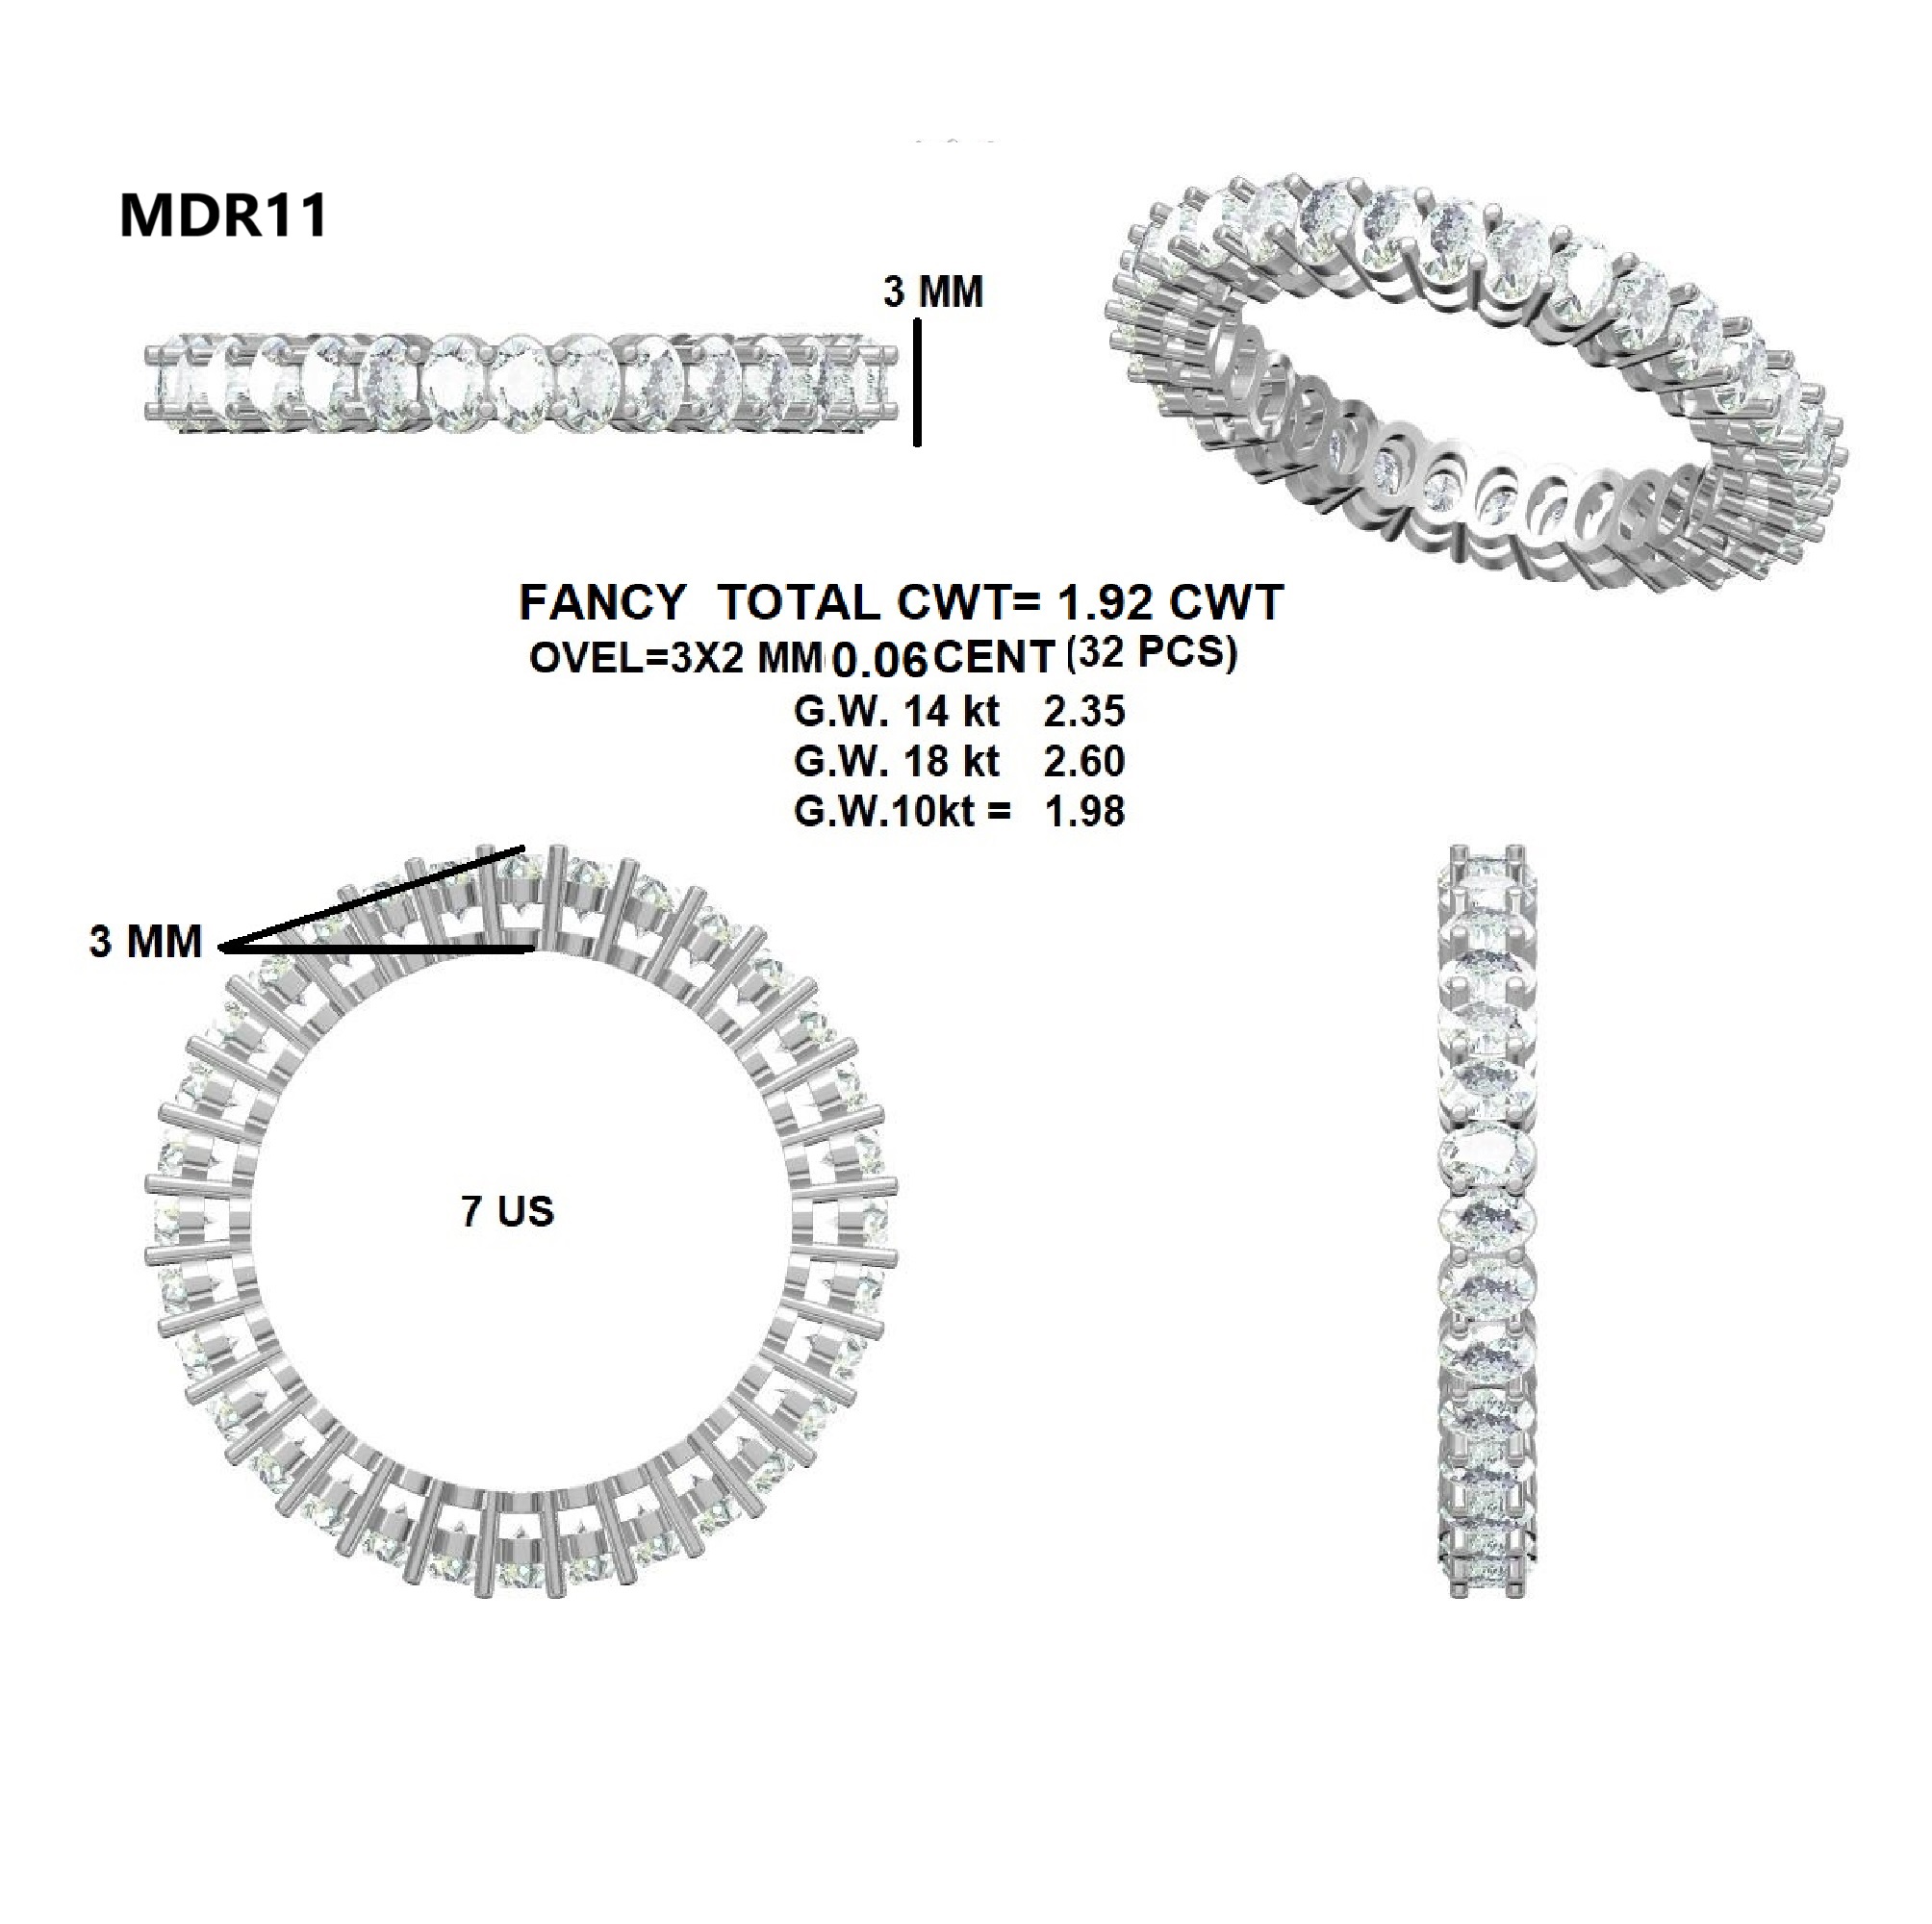 MDR11
3 MM
FANCY TOTAL CWT= 1.92 CWT
OVEL=3X2 MM 0.06 CENT (32 PCS)
G.W. 14 kt 2.35
G.W. 18 kt 2.60
G.W.10kt = 1.98
3 MM
7 US